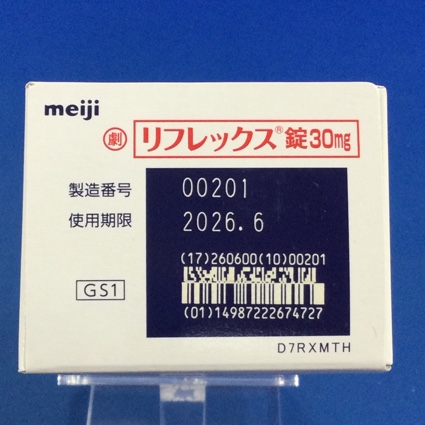 meiji
劇 リフレックス®錠30mg
製造番号 00201
使用期限 2026.6
(17)260600(10)00201
GS1
(01)14987222674727
D7RXMTH